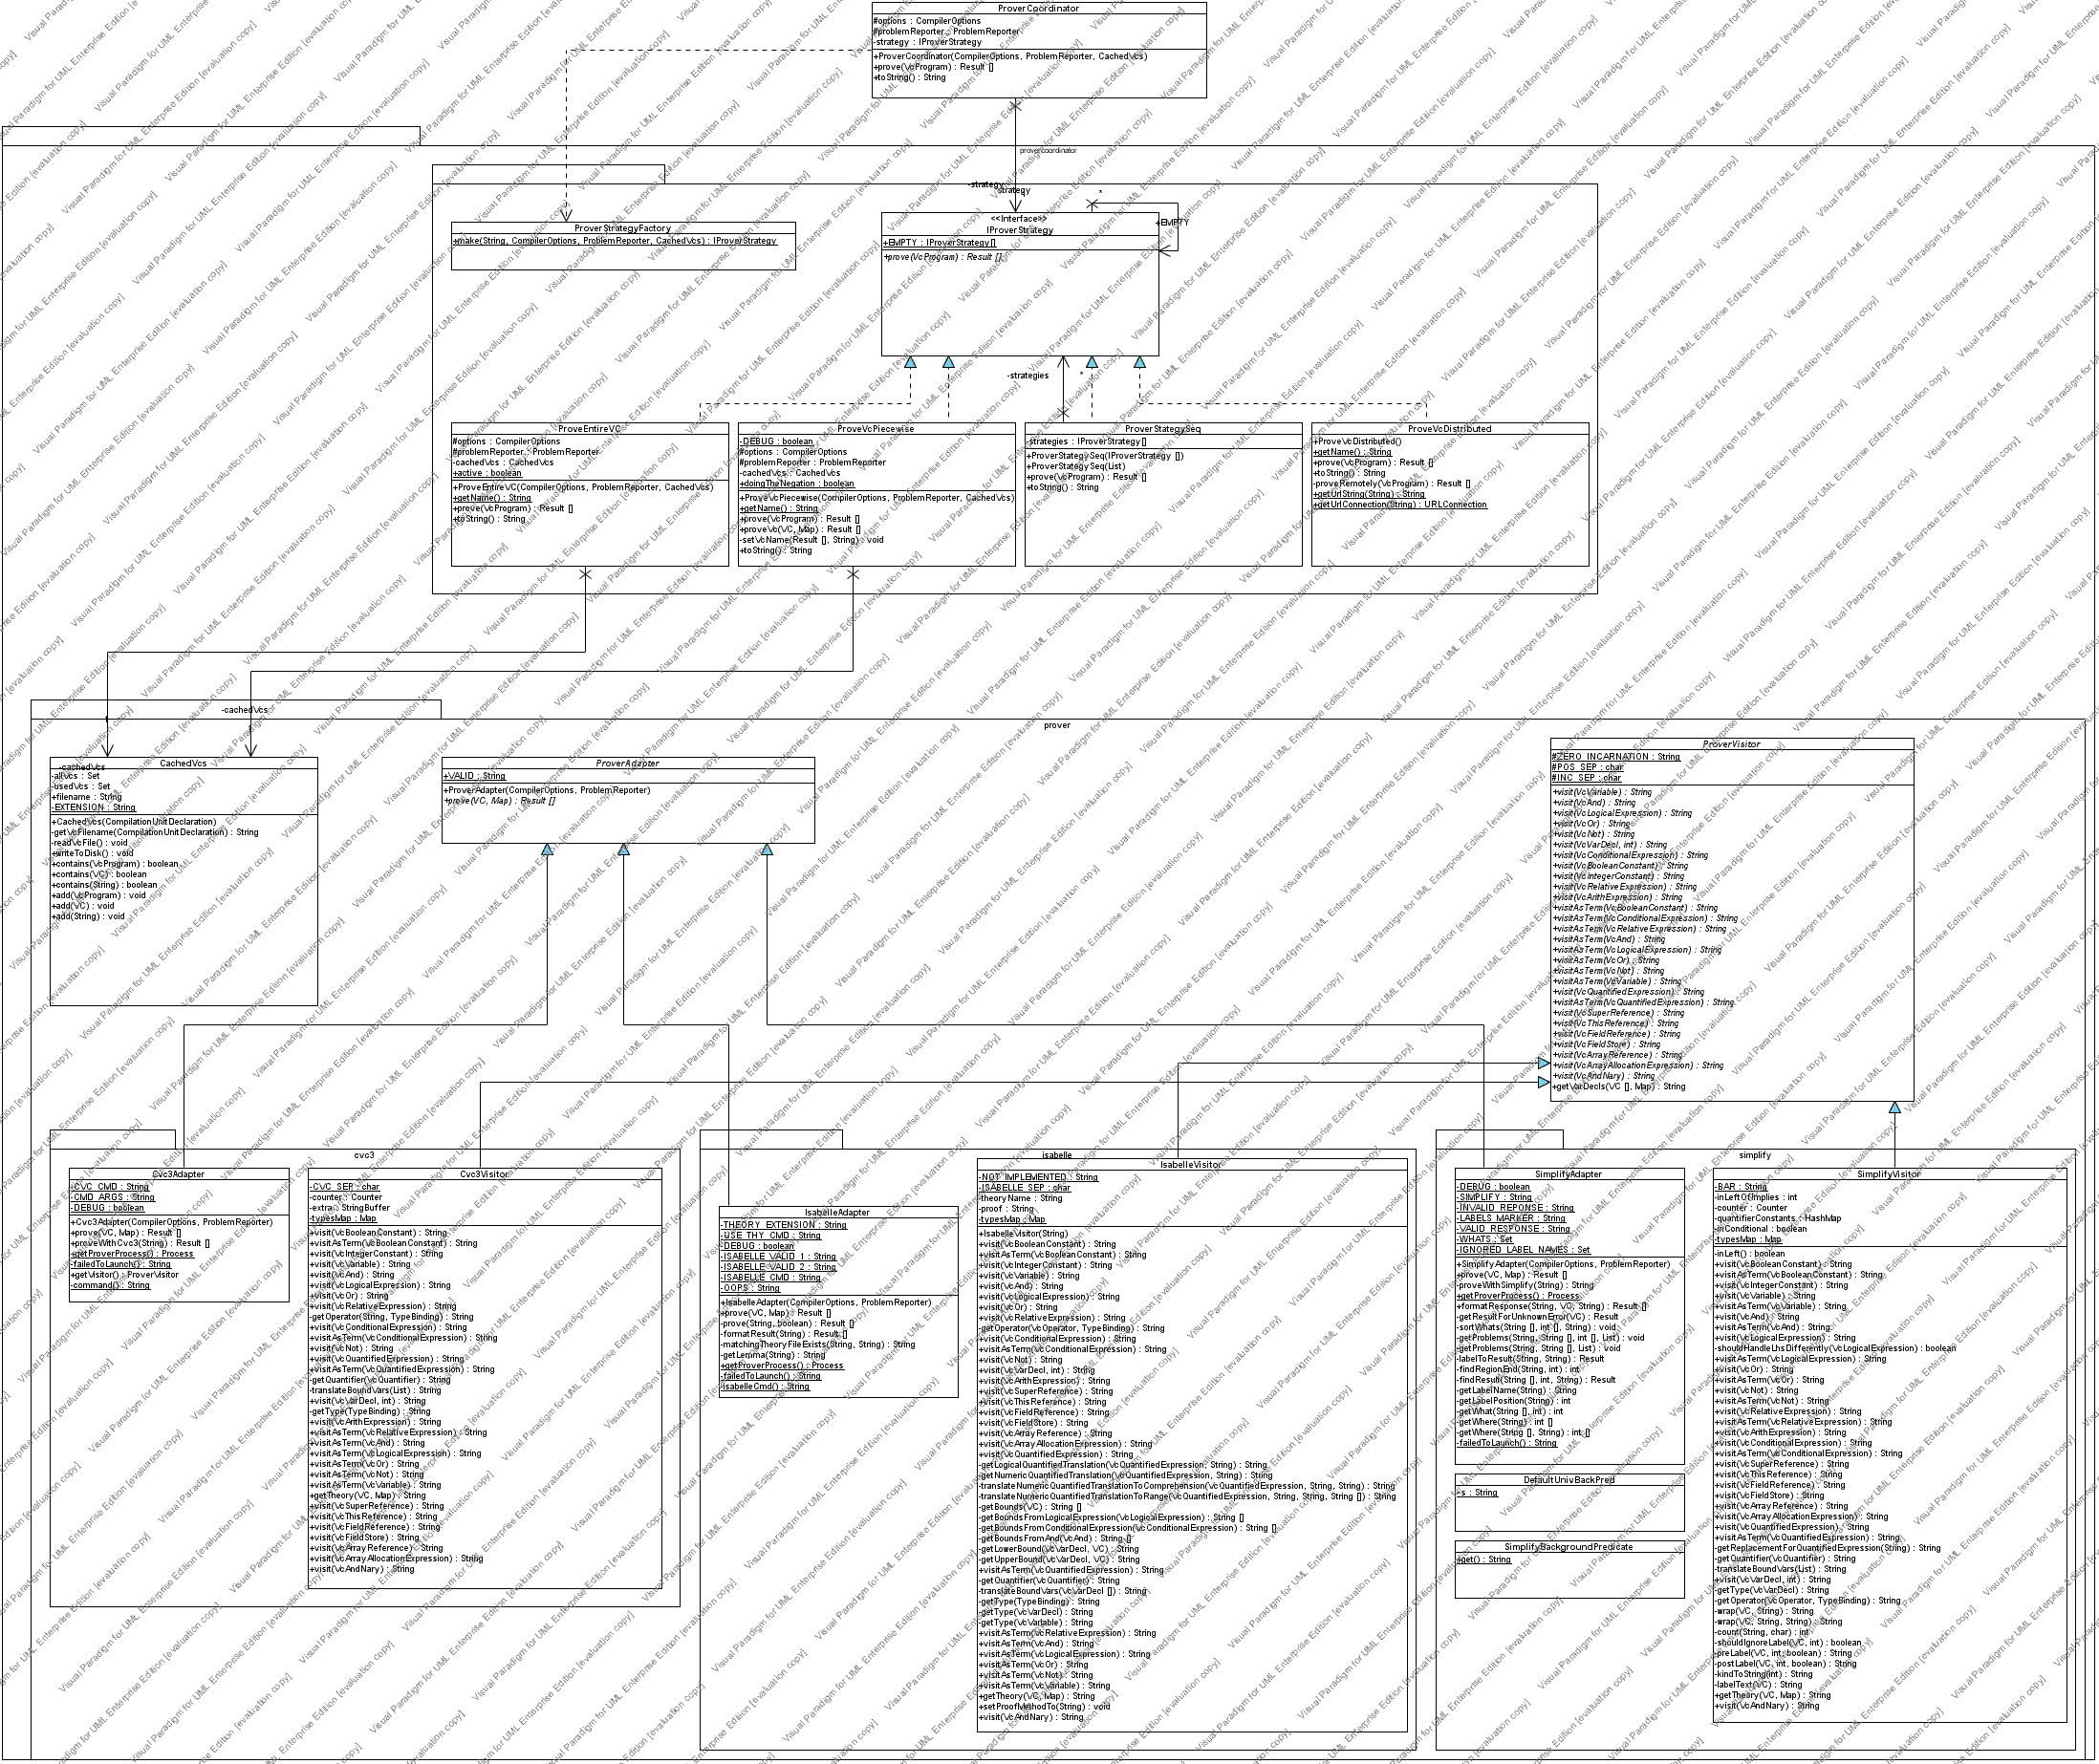 ProverCoordinator
#options : CompilerOptions
#problemReporter : ProblemReporter
-strategy : IProverStrategy
+ProverCoordinator(CompilerOptions, ProblemReporter, CachedVcs)
+prove(VcProgram) : Result []
+toString() : String
provercoordinator
-strategy
-strategy
*
+EMPTY
ProverStrategyFactory
+make(String, CompilerOptions, ProblemReporter, CachedVcs) : IProverStrategy
<<Interface>>
IProverStrategy
+EMPTY : IProverStrategy[]
+prove(VcProgram) : Result []
-strategies
*
ProveEntireVC
#options : CompilerOptions
#problemReporter : ProblemReporter
-cachedVcs : CachedVcs
+active : boolean
+ProveEntireVC(CompilerOptions, ProblemReporter, CachedVcs)
+getName() : String
+prove(VcProgram) : Result []
+toString() : String
ProveVcPiecewise
-DEBUG : boolean
#options : CompilerOptions
#problemReporter : ProblemReporter
-cachedVcs : CachedVcs
+doingTheNegation : boolean
+ProveVcPiecewise(CompilerOptions, ProblemReporter, CachedVcs)
+getName() : String
+prove(VcProgram) : Result []
+proveVc(VC, Map) : Result []
-setVcName(Result [], String) : void
+toString() : String
ProverStategySeq
-strategies : IProverStrategy[]
+ProverStategySeq(IProverStrategy [])
+ProverStategySeq(List)
+prove(VcProgram) : Result []
+toString() : String
ProveVcDistributed
+ProveVcDistributed()
+getName() : String
+prove(VcProgram) : Result []
+toString() : String
-proveRemotely(VcProgram) : Result []
+getUrlString(String) : String
+getUrlConnection(String) : URLConnection
-cachedVcs
prover
CachedVcs
-cachedVcs
-allVcs : Set
-usedVcs : Set
+filename : String
-EXTENSION : String
+CachedVcs(CompilationUnitDeclaration)
-getVcFilename(CompilationUnitDeclaration) : String
-readVcFile() : void
+writeToDisk() : void
+contains(VcProgram) : boolean
+contains(VC) : boolean
+contains(String) : boolean
+add(VcProgram) : void
+add(VC) : void
+add(String) : void
ProverAdapter
+VALID : String
+ProverAdapter(CompilerOptions, ProblemReporter)
+prove(VC, Map) : Result []
ProverVisitor
#ZERO_INCARNATION : String
#POS_SEP : char
#INC_SEP : char
+visit(VcVariable) : String
+visit(VcAnd) : String
+visit(VcLogicalExpression) : String
+visit(VcOr) : String
+visit(VcNot) : String
+visit(VcVarDecl, int) : String
+visit(VcConditionalExpression) : String
+visit(VcBooleanConstant) : String
+visit(VcIntegerConstant) : String
+visit(VcRelativeExpression) : String
+visit(VcArithExpression) : String
+visitAsTerm(VcBooleanConstant) : String
+visitAsTerm(VcConditionalExpression) : String
+visitAsTerm(VcRelativeExpression) : String
+visitAsTerm(VcAnd) : String
+visitAsTerm(VcLogicalExpression) : String
+visitAsTerm(VcOr) : String
+visitAsTerm(VcNot) : String
+visitAsTerm(VcVariable) : String
+visit(VcQuantifiedExpression) : String
+visitAsTerm(VcQuantifiedExpression) : String
+visit(VcSuperReference) : String
+visit(VcThisReference) : String
+visit(VcFieldReference) : String
+visit(VcFieldStore) : String
+visit(VcArrayReference) : String
+visit(VcArrayAllocationExpression) : String
+visit(VcAndNary) : String
+getVarDecls(VC [], Map) : String
cvc3
Cvc3Adapter
-CVC_CMD : String
-CMD_ARGS : String
-DEBUG : boolean
+Cvc3Adapter(CompilerOptions, ProblemReporter)
+prove(VC, Map) : Result []
+proveWithCvc3(String) : Result []
+getProverProcess() : Process
-failedToLaunch() : String
+getVisitor() : ProverVisitor
-command() : String
Cvc3Visitor
-CVC_SEP : char
-counter : Counter
-extra : StringBuffer
-typesMap : Map
+visit(VcBooleanConstant) : String
+visitAsTerm(VcBooleanConstant) : String
+visit(VcIntegerConstant) : String
+visit(VcVariable) : String
+visit(VcAnd) : String
+visit(VcLogicalExpression) : String
+visit(VcOr) : String
+visit(VcRelativeExpression) : String
-getOperator(String, TypeBinding) : String
+visit(VcConditionalExpression) : String
+visitAsTerm(VcConditionalExpression) : String
+visit(VcNot) : String
+visit(VcQuantifiedExpression) : String
+visitAsTerm(VcQuantifiedExpression) : String
-getQuantifier(VcQuantifier) : String
-translateBoundVars(List) : String
+visit(VcVarDecl, int) : String
-getType(TypeBinding) : String
+visit(VcArithExpression) : String
+visitAsTerm(VcRelativeExpression) : String
+visitAsTerm(VcAnd) : String
+visitAsTerm(VcLogicalExpression) : String
+visitAsTerm(VcOr) : String
+visitAsTerm(VcNot) : String
+visitAsTerm(VcVariable) : String
+getTheory(VC, Map) : String
+visit(VcSuperReference) : String
+visit(VcThisReference) : String
+visit(VcFieldReference) : String
+visit(VcFieldStore) : String
+visit(VcArrayReference) : String
+visit(VcArrayAllocationExpression) : String
+visit(VcAndNary) : String
isabelle
IsabelleAdapter
-THEORY_EXTENSION : String
-USE_THY_CMD : String
-DEBUG : boolean
-ISABELLE_VALID_1 : String
-ISABELLE_VALID_2 : String
-ISABELLE_CMD : String
-OOPS : String
+IsabelleAdapter(CompilerOptions, ProblemReporter)
+prove(VC, Map) : Result []
-prove(String, boolean) : Result []
-formatResult(String) : Result []
-matchingTheoryFileExists(String, String) : String
-getLemma(String) : String
+getProverProcess() : Process
-failedToLaunch() : String
-isabelleCmd() : String
IsabelleVisitor
-NOT_IMPLEMENTED : String
-ISABELLE_SEP : char
-theoryName : String
-proof : String
-typesMap : Map
+IsabelleVisitor(String)
+visit(VcBooleanConstant) : String
+visitAsTerm(VcBooleanConstant) : String
+visit(VcIntegerConstant) : String
+visit(VcVariable) : String
+visit(VcAnd) : String
+visit(VcLogicalExpression) : String
+visit(VcOr) : String
+visit(VcRelativeExpression) : String
-getOperator(VcOperator, TypeBinding) : String
+visit(VcConditionalExpression) : String
+visitAsTerm(VcConditionalExpression) : String
+visit(VcNot) : String
+visit(VcVarDecl, int) : String
+visit(VcArithExpression) : String
+visit(VcSuperReference) : String
+visit(VcThisReference) : String
+visit(VcFieldReference) : String
+visit(VcFieldStore) : String
+visit(VcArrayReference) : String
+visit(VcArrayAllocationExpression) : String
+visit(VcQuantifiedExpression) : String
-getLogicalQuantifiedTranslation(VcQuantifiedExpression, String) : String
-getNumericQuantifiedTranslation(VcQuantifiedExpression, String) : String
-translateNumericQuantifiedTranslationToComprehension(VcQuantifiedExpression, String, String) : String
-translateNumericQuantifiedTranslationToRange(VcQuantifiedExpression, String, String, String []) : String
-getBounds(VC) : String []
-getBoundsFromLogicalExpression(VcLogicalExpression) : String []
-getBoundsFromConditionalExpression(VcConditionalExpression) : String []
-getBoundsFromAnd(VcAnd) : String []
-getLowerBound(VcVarDecl, VC) : String
-getUpperBound(VcVarDecl, VC) : String
+visitAsTerm(VcQuantifiedExpression) : String
-getQuantifier(VcQuantifier) : String
-translateBoundVars(VcVarDecl []) : String
-getType(TypeBinding) : String
-getType(VcVarDecl) : String
-getType(VcVariable) : String
+visitAsTerm(VcRelativeExpression) : String
+visitAsTerm(VcAnd) : String
+visitAsTerm(VcLogicalExpression) : String
+visitAsTerm(VcOr) : String
+visitAsTerm(VcNot) : String
+visitAsTerm(VcVariable) : String
+getTheory(VC, Map) : String
+setProofMethodTo(String) : void
+visit(VcAndNary) : String
simplify
SimplifyAdapter
-DEBUG : boolean
-SIMPLIFY : String
-INVALID_REPONSE : String
-LABELS_MARKER : String
-VALID_RESPONSE : String
-WHATS : Set
-IGNORED_LABEL_NAMES : Set
+SimplifyAdapter(CompilerOptions, ProblemReporter)
+prove(VC, Map) : Result []
-proveWithSimplify(String) : String
+getProverProcess() : Process
+formatResponse(String, VC, String) : Result []
-getResultForUnknownError(VC) : Result
-sortWhats(String [], int [], String) : void
-getProblems(String, String [], int [], List) : void
-getProblems(String, String [], List) : void
-labelToResult(String, String) : Result
-findRegionEnd(String, int) : int
-findResult(String [], int, String) : Result
-getLabelName(String) : String
-getLabelPosition(String) : int
-getWhat(String [], int) : int
-getWhere(String) : int []
-getWhere(String [], String) : int []
-failedToLaunch() : String
DefaultUnivBackPred
~s : String
SimplifyBackgroundPredicate
+get() : String
SimplifyVisitor
-BAR : String
-inLeftOfImplies : int
-counter : Counter
-quantifierConstants : HashMap
-inConditional : boolean
-typesMap : Map
-inLeft() : boolean
+visit(VcBooleanConstant) : String
+visitAsTerm(VcBooleanConstant) : String
+visit(VcIntegerConstant) : String
+visit(VcVariable) : String
+visitAsTerm(VcVariable) : String
+visit(VcAnd) : String
+visitAsTerm(VcAnd) : String
+visit(VcLogicalExpression) : String
-shouldHandleLhsDifferently(VcLogicalExpression) : boolean
+visitAsTerm(VcLogicalExpression) : String
+visit(VcOr) : String
+visitAsTerm(VcOr) : String
+visit(VcNot) : String
+visitAsTerm(VcNot) : String
+visit(VcRelativeExpression) : String
+visitAsTerm(VcRelativeExpression) : String
+visit(VcArithExpression) : String
+visit(VcConditionalExpression) : String
+visitAsTerm(VcConditionalExpression) : String
+visit(VcSuperReference) : String
+visit(VcThisReference) : String
+visit(VcFieldReference) : String
+visit(VcFieldStore) : String
+visit(VcArrayReference) : String
+visit(VcArrayAllocationExpression) : String
+visit(VcQuantifiedExpression) : String
+visitAsTerm(VcQuantifiedExpression) : String
-getReplacementForQuantifiedExpression(String) : String
-getQuantifier(VcQuantifier) : String
-translateBoundVars(List) : String
+visit(VcVarDecl, int) : String
-getType(VcVarDecl) : String
-getOperator(VcOperator, TypeBinding) : String
-wrap(VC, String) : String
-wrap(VC, String, String) : String
-count(String, char) : int
-shouldIgnoreLabel(VC, int) : boolean
-preLabel(VC, int, boolean) : String
-postLabel(VC, int, boolean) : String
-kindToString(int) : String
-labelText(VC) : String
+getTheory(VC, Map) : String
+visit(VcAndNary) : String
Visual Paradigm for UML Enterprise Edition [evaluation copy]